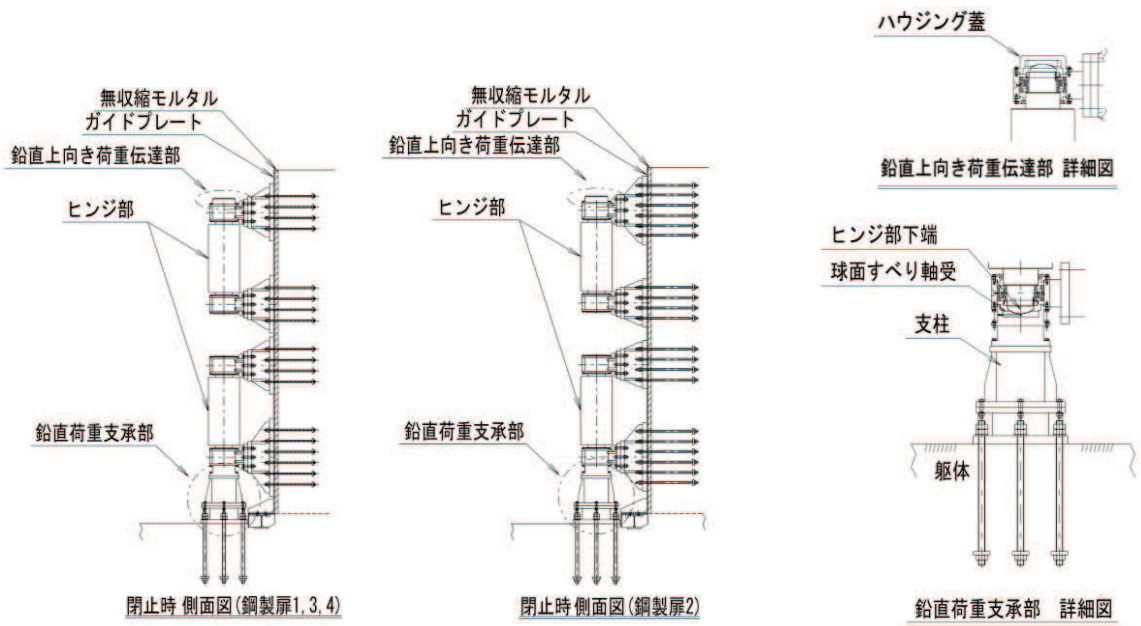 無収縮モルタル
ガイドプレート
鉛直上向き荷重伝達部
ヒンジ部
鉛直荷重支承部
閉止時 側面図(鋼製扉1,3,4)
無収縮モルタル
ガイドプレート
鉛直上向き荷重伝達部
ヒンジ部
鉛直荷重支承部
閉止時 側面図(鋼製扉2)
ハウジング蓋
鉛直上向き荷重伝達部 詳細図
ヒンジ部下端
球面すべり軸受
支柱
躯体
鉛直荷重支承部 詳細図